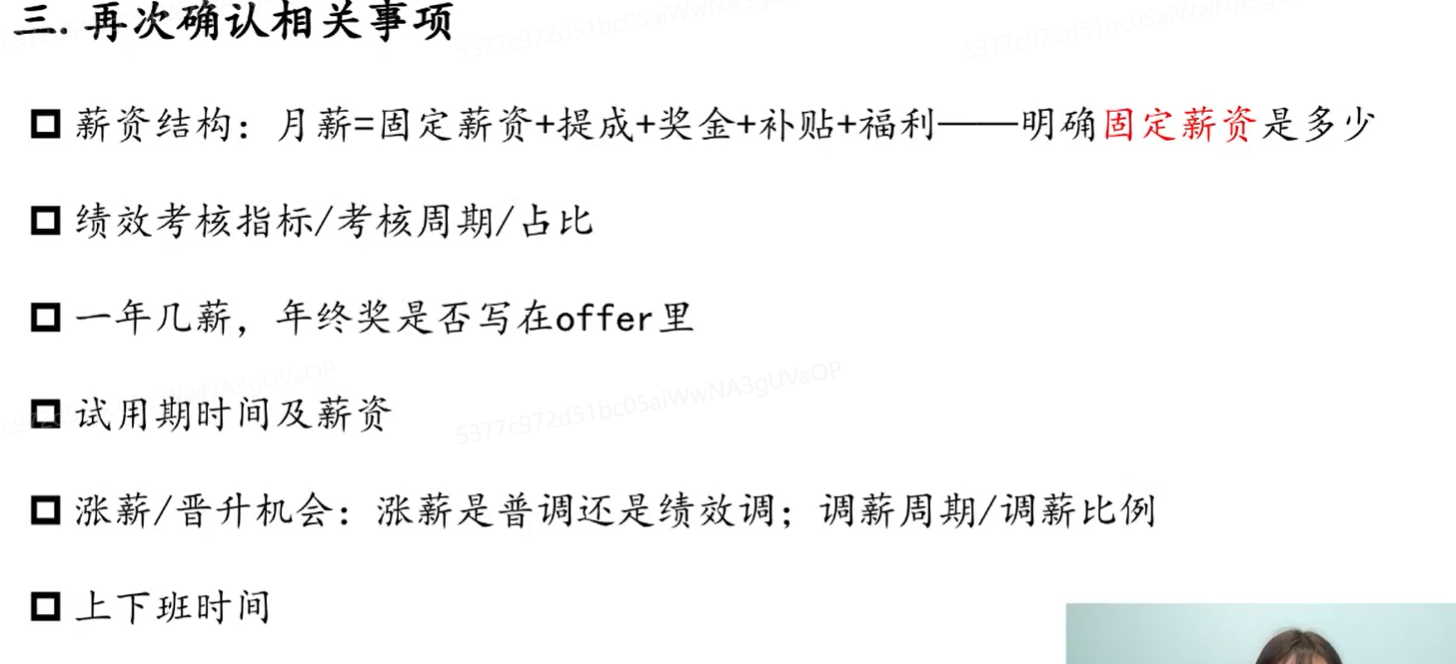 三. 再次确认相关事项
5377c972d51bc05aiWwNA3gUVaOP
薪资结构：月薪=固定薪资+提成+奖金+补贴+福利——明确固定薪资是多少
绩效考核指标/考核周期/占比
一年几薪，年终奖是否写在offer里
试用期时间及薪资
5377c972d51bc05aiWwNA3gUVaOP
涨薪/晋升机会：涨薪是普调还是绩效调；调薪周期/调薪比例
上下班时间